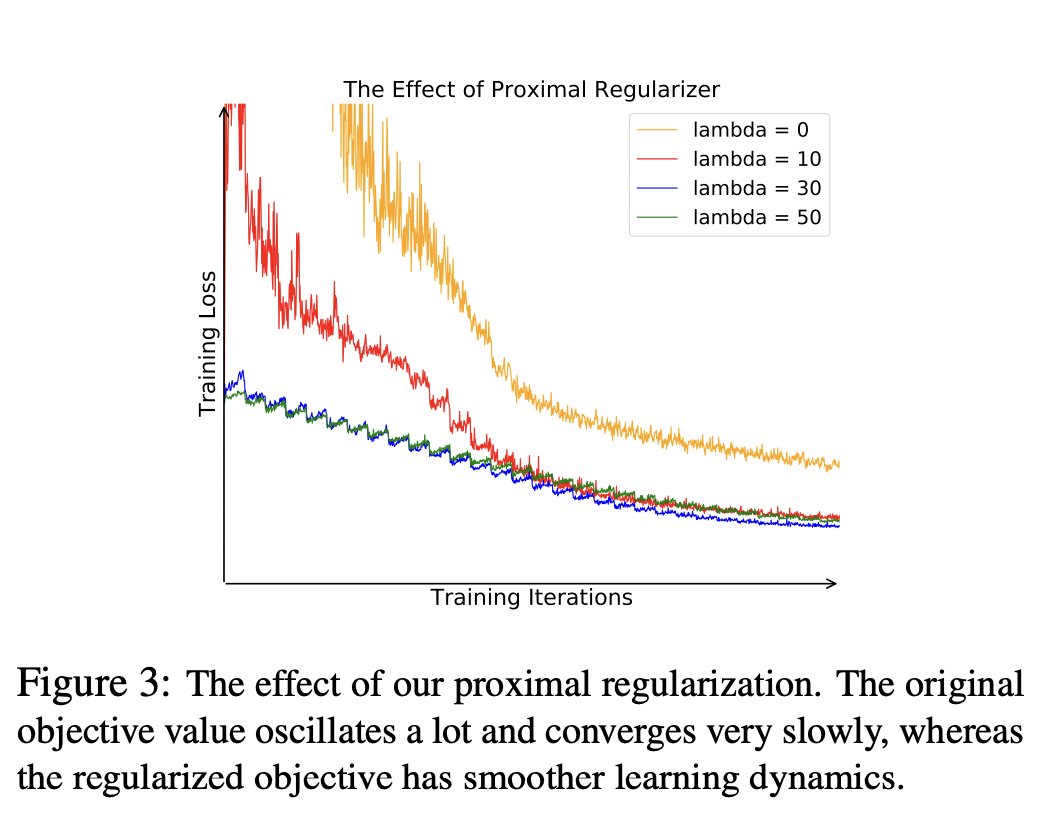 The Effect of Proximal Regularizer
lambda = 0
lambda = 10
lambda = 30
lambda = 50
Training Loss
Training Iterations
Figure 3: The effect of our proximal regularization. The original
objective value oscillates a lot and converges very slowly, whereas
the regularized objective has smoother learning dynamics.